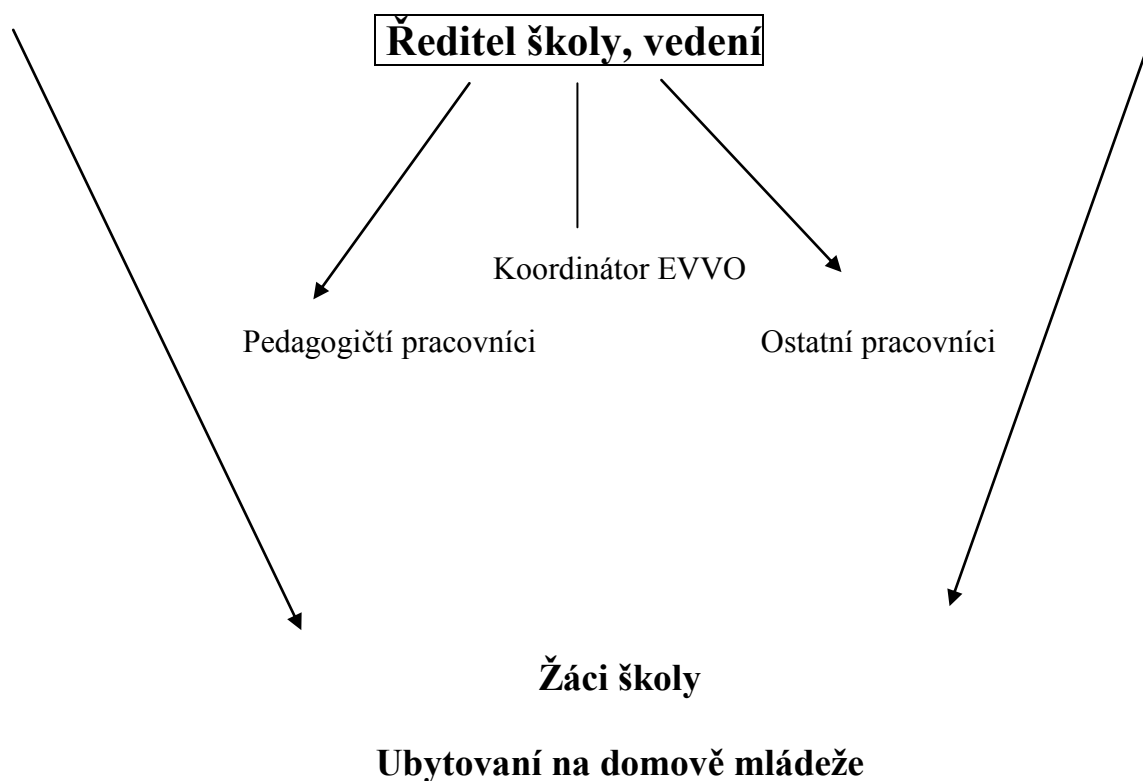 Ředitel školy, vedení
Koordinátor EVVO
Pedagogičtí pracovníci
Ostatní pracovníci
Žáci školy
Ubytovaní na domově mládeže